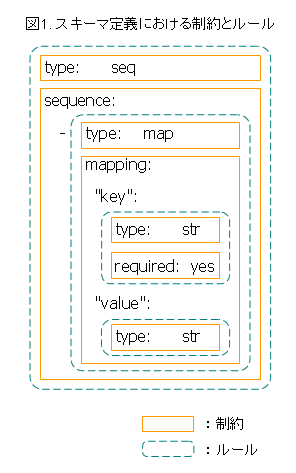 図1. スキーマ定義における制約とルール
type: seq
sequence:
- type: map
mapping:
"key":
type: str
required: yes
"value":
type: str
：制約
：ルール